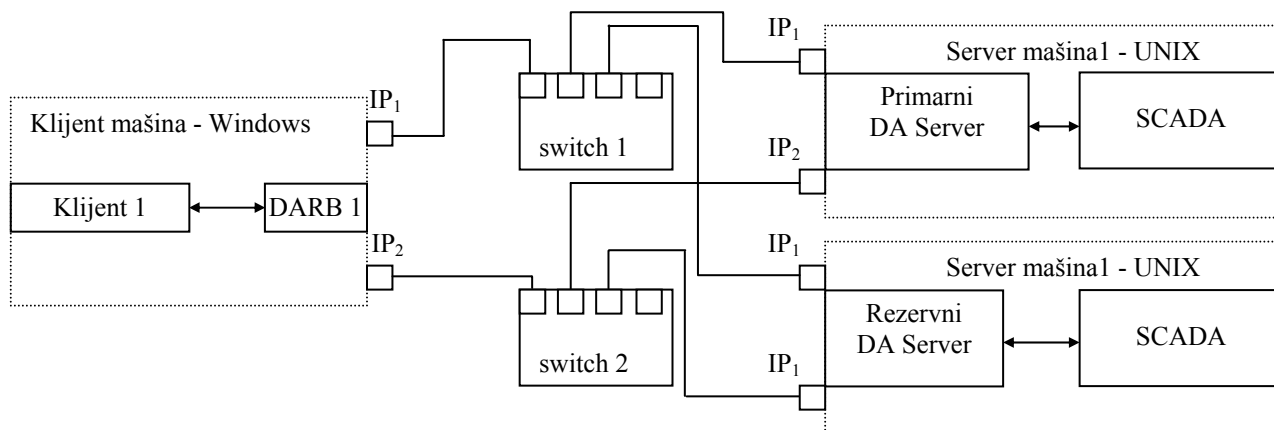 Klijent mašina - Windows
Klijent 1
DARB 1
IP₁
IP₂
switch 1
switch 2
IP₁
Server mašina1 - UNIX
Primarni
DA Server
SCADA
IP₂
IP₁
Server mašina1 - UNIX
Rezervni
DA Server
SCADA
IP₁